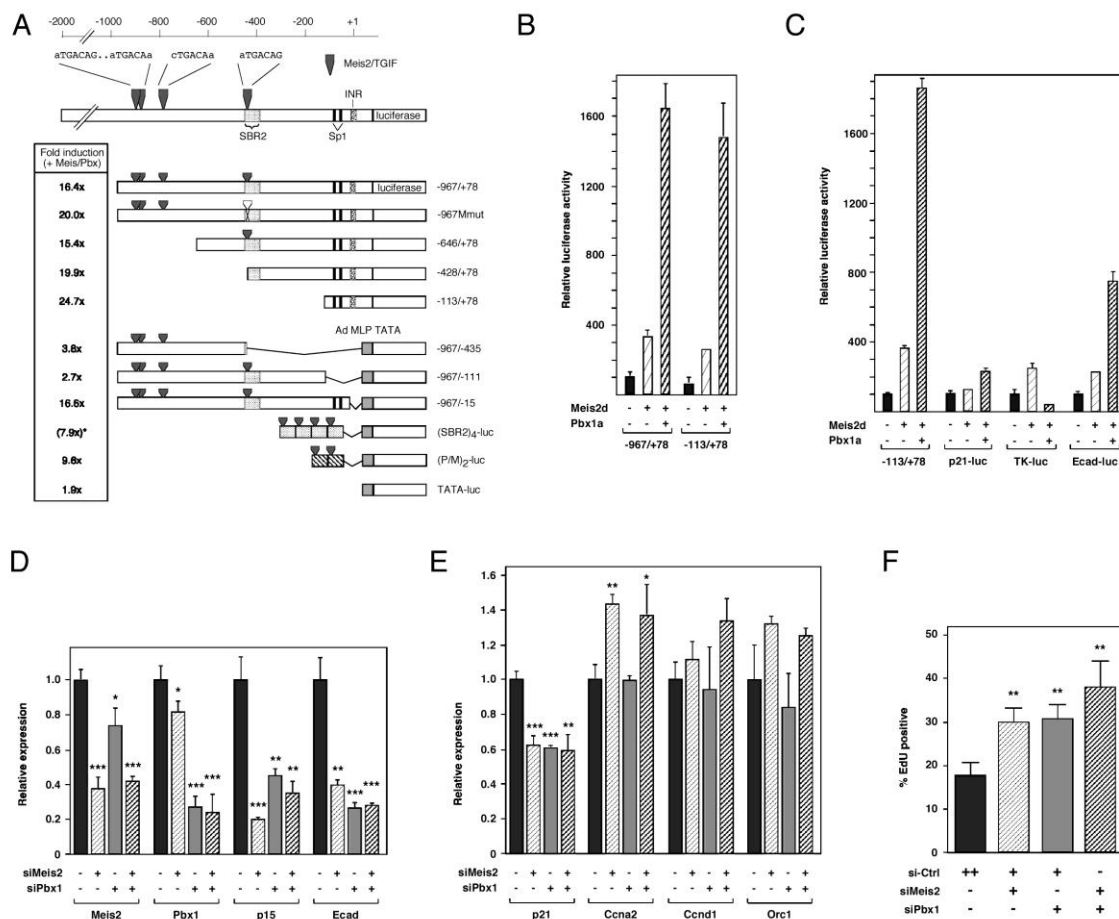 A
-2000 -1000 -800 -600 -400 -200 +1
aTGACAG..aTGACAa cTGACAa aTGACAG
Meis2/TGIF
INR
luciferase
SBR2 Sp1
Fold induction
(+ Meis/Pbx)
16.4x luciferase -967/+78
20.0x -967Mmut
15.4x -646/+78
19.9x -428/+78
24.7x -113/+78
Ad MLP TATA
3.8x -967/-435
2.7x -967/-111
16.5x -967/-15
(7.9x)* (SBR2)4-luc
9.6x (P/M)2-luc
1.9x TATA-luc
B
Relative luciferase activity
1600
1400
1200
1000
800
600
400
Meis2d - + + - + +
Pbx1a - - + - - +
-967/+78 -113/+78
C
Relative luciferase activity
1600
1200
800
400
200
100
0
Meis2d - + + - + + - + + - + +
Pbx1a - - + - - + - - + - - +
-113/+78 p21-luc TK-luc Ecad-luc
D
Relative expression
1.0
0.8
0.6
0.4
0.2
0
*** * *** * *** *** *** ** ** ** *** ***
siMeis2 - + - + - + - + - + - + - + - +
siPbx1 - - + + - - + + - - + + - - + +
Meis2 Pbx1 p15 Ecad
E
Relative expression
1.6
1.4
1.2
1.0
0.8
0.6
0.4
0.2
0
*** *** ** ** *
siMeis2 - + - + - + - + - + - + - + - +
siPbx1 - - + + - - + + - - + + - - + +
p21 Ccna2 Ccnd1 Orc1
F
% EdU positive
50
40
30
20
10
0
** ** **
si-Ctrl ++ + + -
siMeis2 - + - +
siPbx1 - - + +